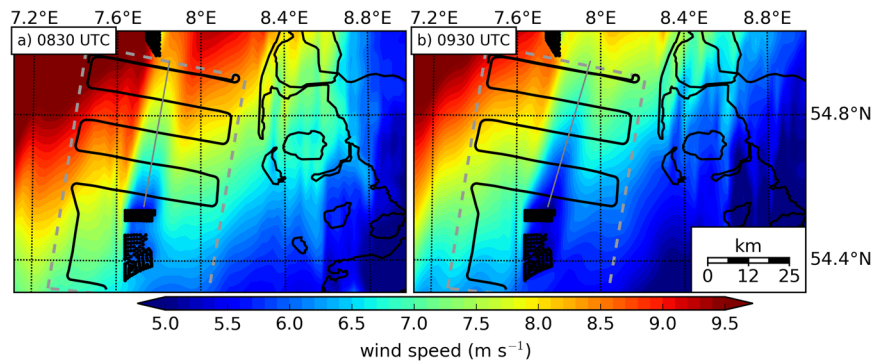 7.2°E 7.6°E 8°E 8.4°E 8.8°E 7.2°E 7.6°E 8°E 8.4°E 8.8°E
a) 0830 UTC b) 0930 UTC
54.8°N
km
0 12 25
54.4°N
5.0 5.5 6.0 6.5 7.0 7.5 8.0 8.5 9.0 9.5
wind speed (m s⁻¹)